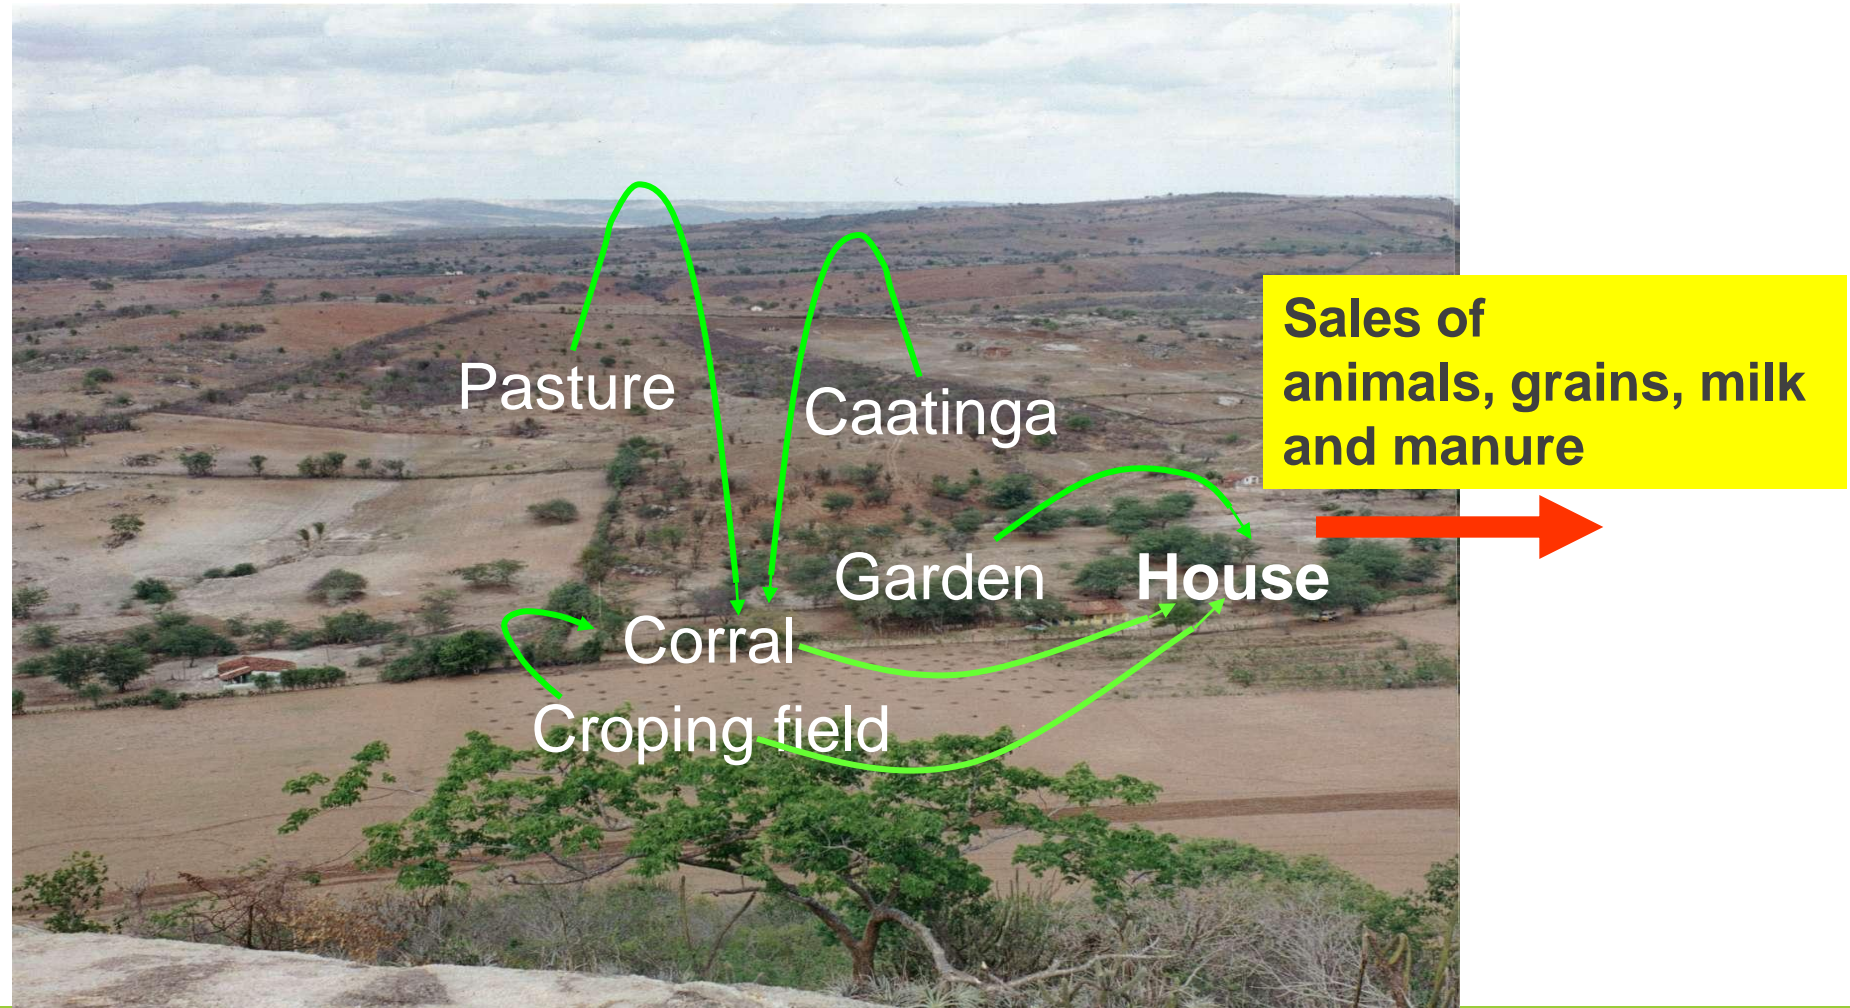 Sales of
animals, grains, milk
and manure
Pasture
Caatinga
Garden
House
Corral
Croping field